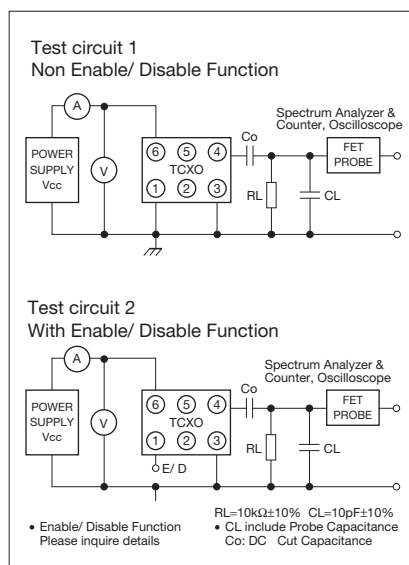 Test circuit 1
Non Enable/ Disable Function
Spectrum Analyzer &
Counter, Oscilloscope
A
POWER
SUPPLY
Vcc
V
6 5 4
TCXO
1 2 3
Co
RL
CL
FET
PROBE
Test circuit 2
With Enable/ Disable Function
Spectrum Analyzer &
Counter, Oscilloscope
A
POWER
SUPPLY
Vcc
V
6 5 4
TCXO
1 2 3
E/ D
Co
RL
CL
FET
PROBE
RL=10kΩ±10% CL=10pF±10%
• Enable/ Disable Function
Please inquire details
• CL include Probe Capacitance
Co: DC Cut Capacitance